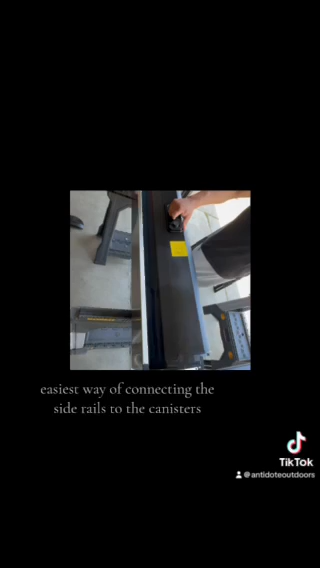 easiest way of connecting the
side rails to the canisters
TikTok
@antidoteoutdoors